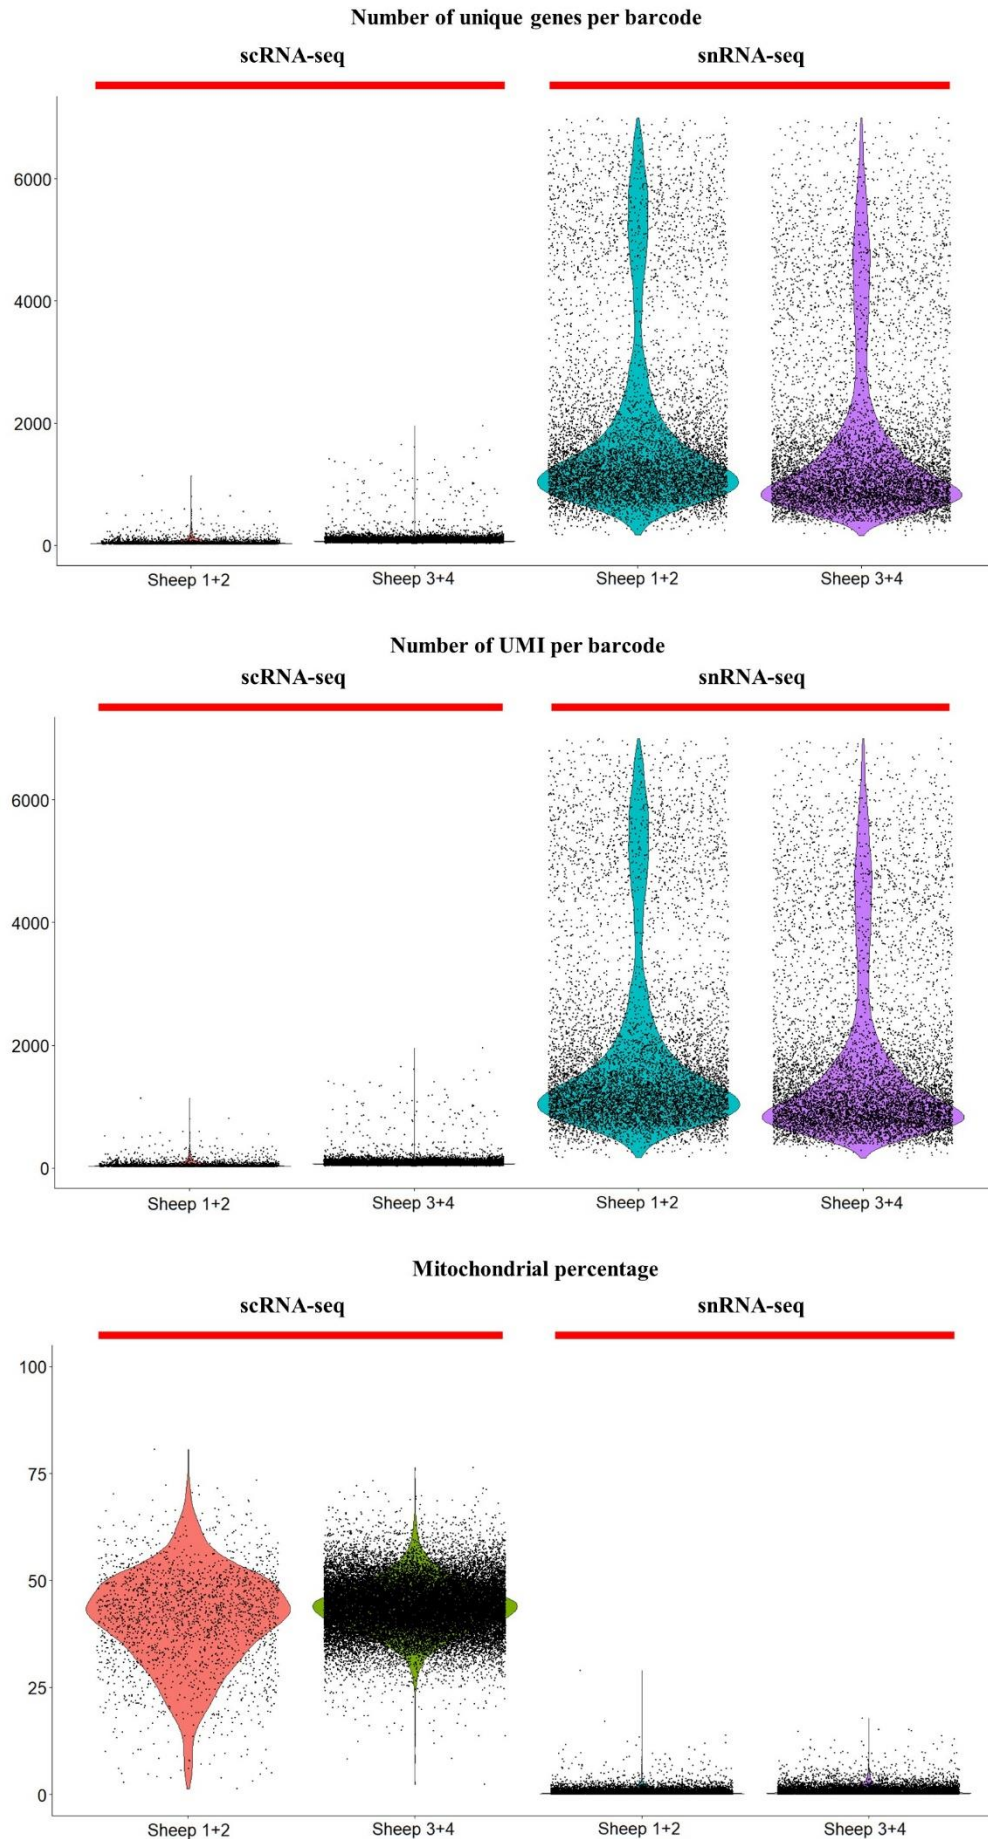 Number of unique genes per barcode
scRNA-seq snRNA-seq
6000
4000
2000
0
Sheep 1+2 Sheep 3+4 Sheep 1+2 Sheep 3+4
Number of UMI per barcode
scRNA-seq snRNA-seq
6000
4000
2000
0
Sheep 1+2 Sheep 3+4 Sheep 1+2 Sheep 3+4
Mitochondrial percentage
scRNA-seq snRNA-seq
100
75
50
25
0
Sheep 1+2 Sheep 3+4 Sheep 1+2 Sheep 3+4